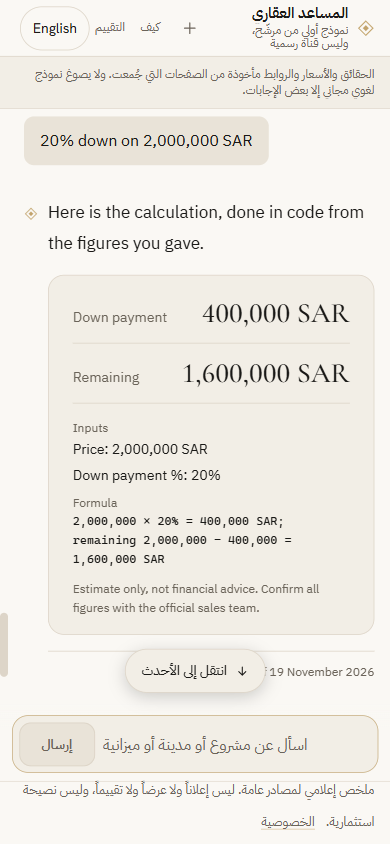 المساعد العقاري
نموذج أولي من مرشّح،
وليس قناة رسمية
+
كيف
التقييم
English
الحقائق والأسعار والروابط مأخوذة من الصفحات التي جُمعت. ولا يصوغ نموذج
لغوي مجاني إلا بعض الإجابات.
20% down on 2,000,000 SAR
Here is the calculation, done in code from
the figures you gave.
Down payment 400,000 SAR
Remaining 1,600,000 SAR
Inputs
Price: 2,000,000 SAR
Down payment %: 20%
Formula
2,000,000 × 20% = 400,000 SAR;
remaining 2,000,000 − 400,000 =
1,600,000 SAR
Estimate only, not financial advice. Confirm all
figures with the official sales team.
انتقل إلى الأحدث ↓
19 November 2026
اسأل عن مشروع أو مدينة أو ميزانية
إرسال
ملخص إعلامي لمصادر عامة. ليس إعلاناً ولا عرضاً ولا تقييماً، وليس نصيحة
استثمارية. الخصوصية